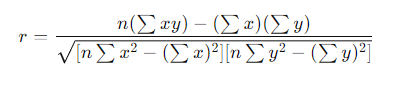 r = \frac{n(\sum xy) - (\sum x)(\sum y)}{\sqrt{[n \sum x^2 - (\sum x)^2][n \sum y^2 - (\sum y)^2]}}